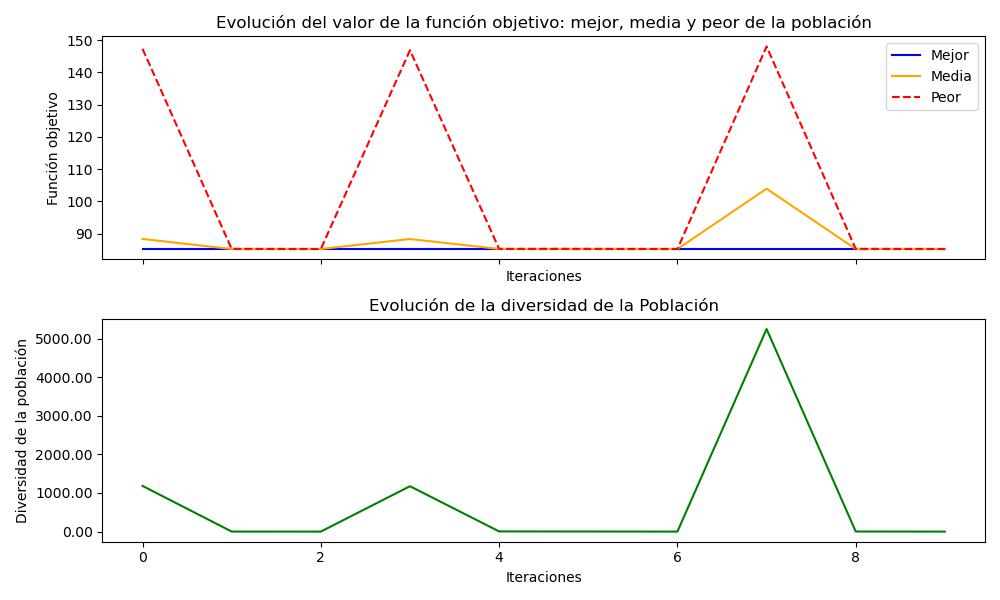 Evolución del valor de la función objetivo: mejor, media y peor de la población
150
140
130
120
110
100
90
Función objetivo
Mejor
Media
Peor
Iteraciones
Evolución de la diversidad de la Población
5000.00
4000.00
3000.00
2000.00
1000.00
0.00
Diversidad de la población
0 2 4 6 8
Iteraciones